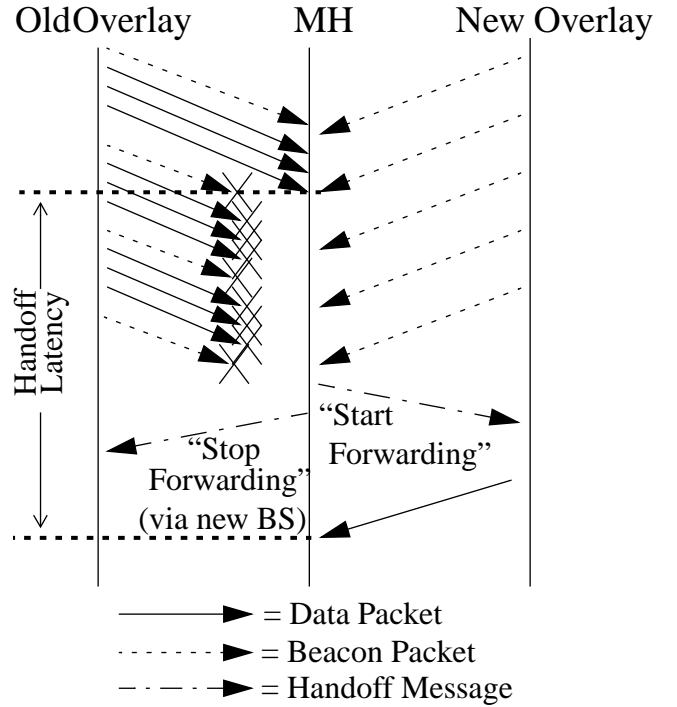 OldOverlay MH New Overlay
Handoff
Latency
“Start
Forwarding”
“Stop
Forwarding”
(via new BS)
= Data Packet
= Beacon Packet
= Handoff Message